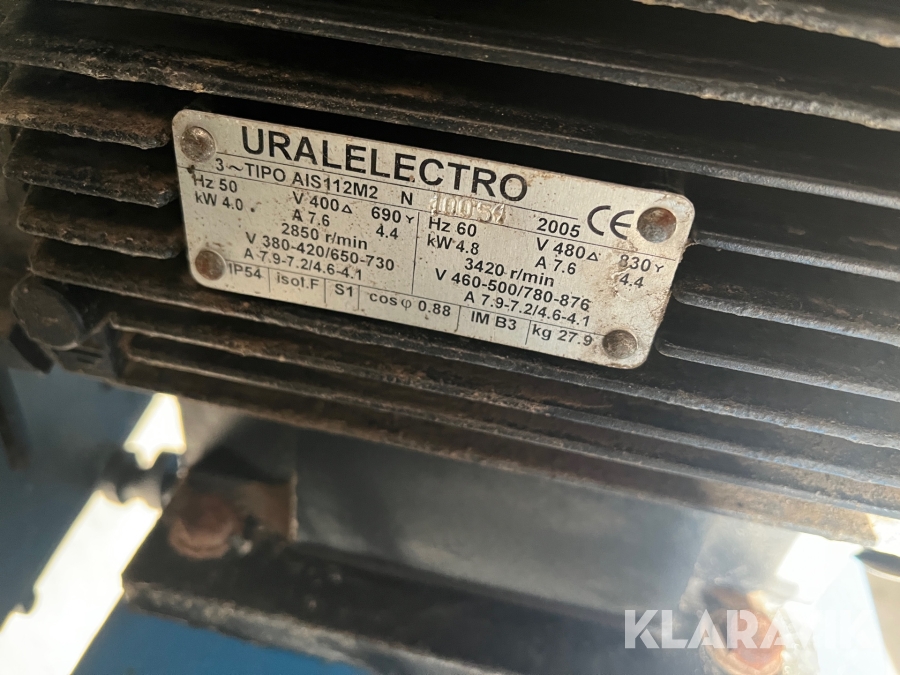 URALELECTRO
3~TIPO AIS112M2 N 2005 CE
Hz 50 V 400△ 690Y
kW 4.0 A 7.6 4.4
2850 r/min
V 380-420/650-730
A 7.9-7.2/4.6-4.1
Hz 60 V 480△ 830Y
kW 4.8 A 7.6 4.4
3420 r/min
V 460-500/780-876
A 7.9-7.2/4.6-4.1
IP54 isol.F S1 cosφ 0.88 IM B3 kg 27.9